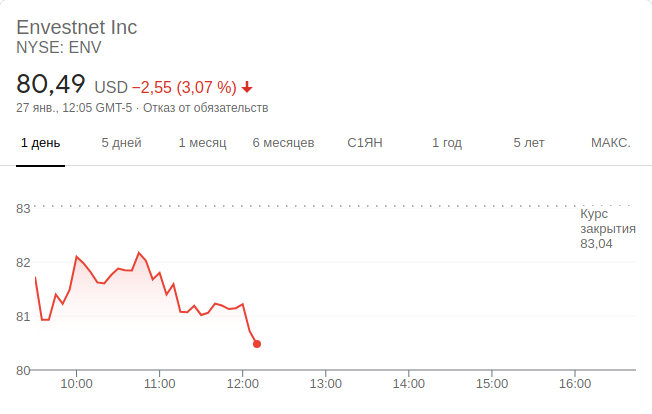 Envestnet Inc
NYSE: ENV
80,49 USD −2,55 (3,07 %)
27 янв., 12:05 GMT-5 · Отказ от обязательств
1 день 5 дней 1 месяц 6 месяцев С1ЯН 1 год 5 лет МАКС.
83
Курс
закрытия
83,04
82
81
80
10:00 11:00 12:00 13:00 14:00 15:00 16:00